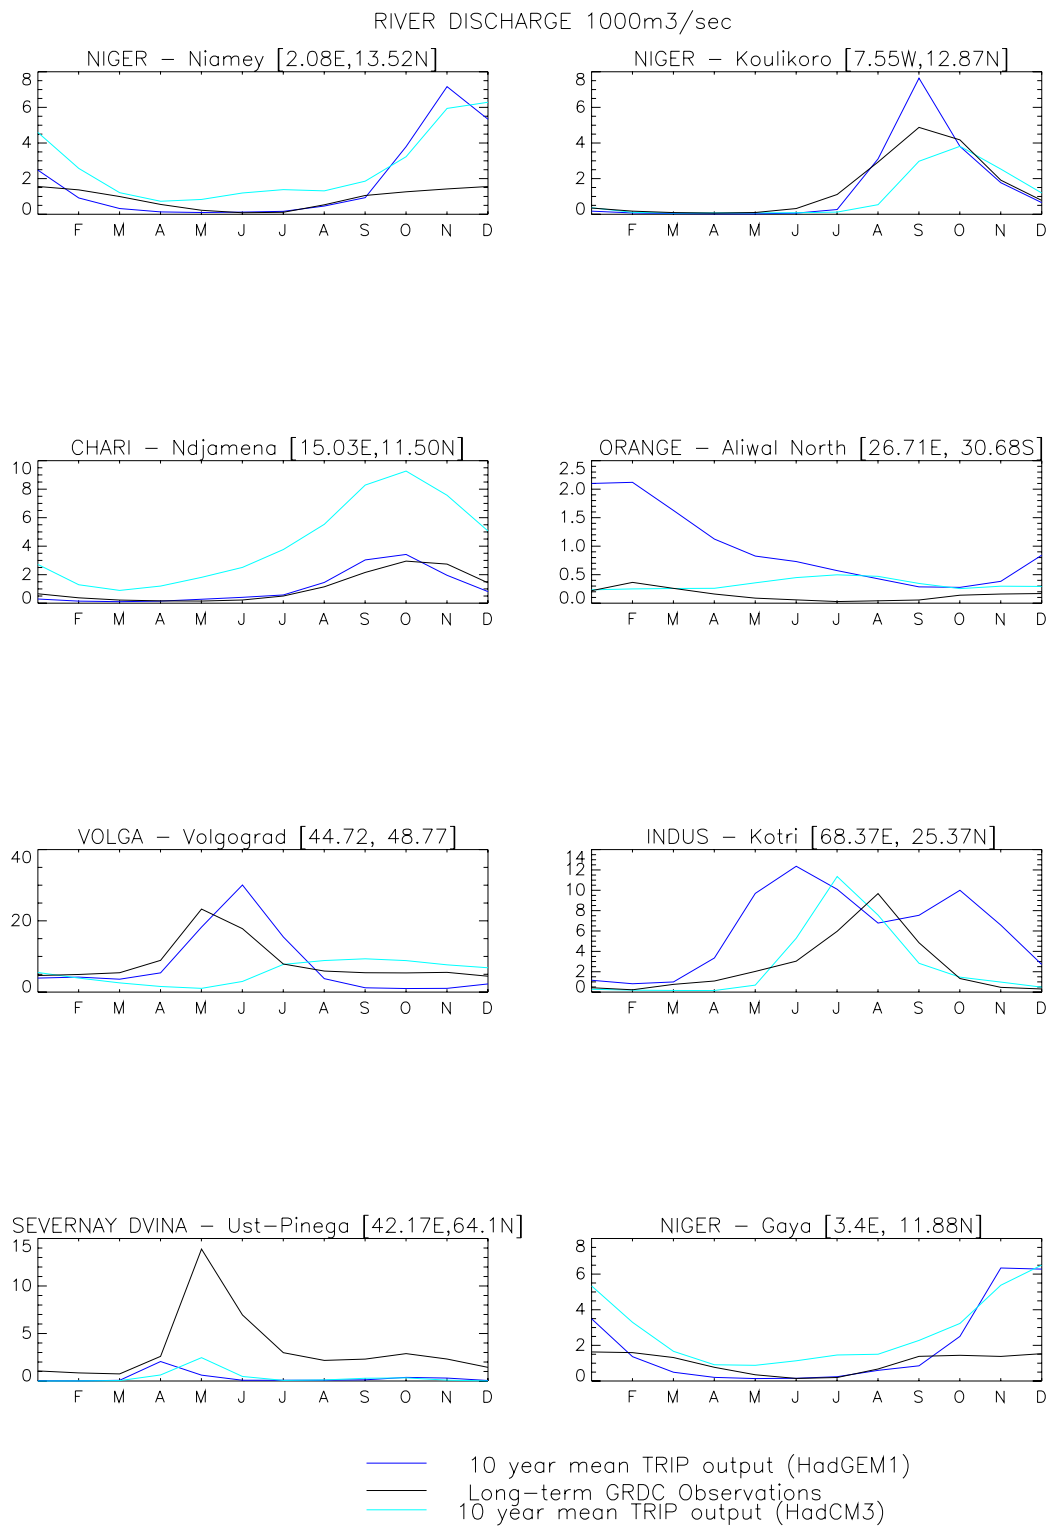 RIVER DISCHARGE 1000m3/sec
NIGER – Niamey [2.08E,13.52N]
8
6
4
2
0
F M A M J J A S O N D
NIGER – Koulikoro [7.55W,12.87N]
8
6
4
2
0
F M A M J J A S O N D
CHARI – Ndjamena [15.03E,11.50N]
10
8
6
4
2
0
F M A M J J A S O N D
ORANGE – Aliwal North [26.71E, 30.68S]
2.5
2.0
1.5
1.0
0.5
0.0
F M A M J J A S O N D
VOLGA – Volgograd [44.72, 48.77]
40
20
0
F M A M J J A S O N D
INDUS – Kotri [68.37E, 25.37N]
14
12
10
8
6
4
2
0
F M A M J J A S O N D
SEVERNAY DVINA – Ust–Pinega [42.17E,64.1N]
15
10
5
0
F M A M J J A S O N D
NIGER – Gaya [3.4E, 11.88N]
8
6
4
2
0
F M A M J J A S O N D
10 year mean TRIP output (HadGEM1)
Long–term GRDC Observations
10 year mean TRIP output (HadCM3)